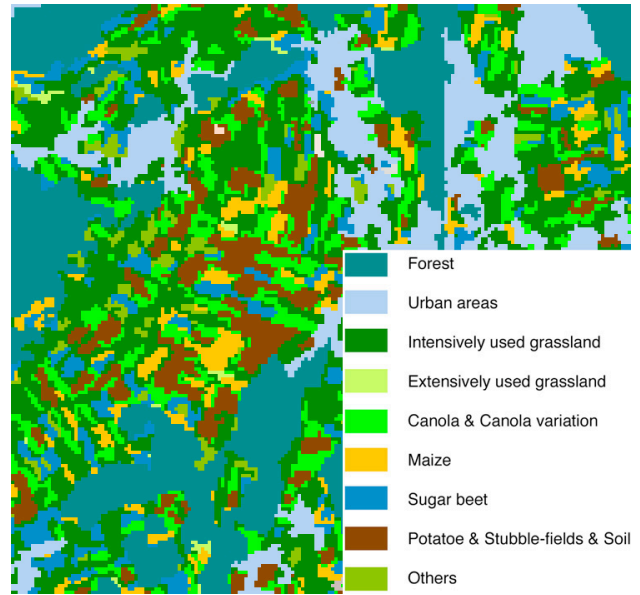 Forest
Urban areas
Intensively used grassland
Extensively used grassland
Canola & Canola variation
Maize
Sugar beet
Potatoe & Stubble-fields & Soil
Others